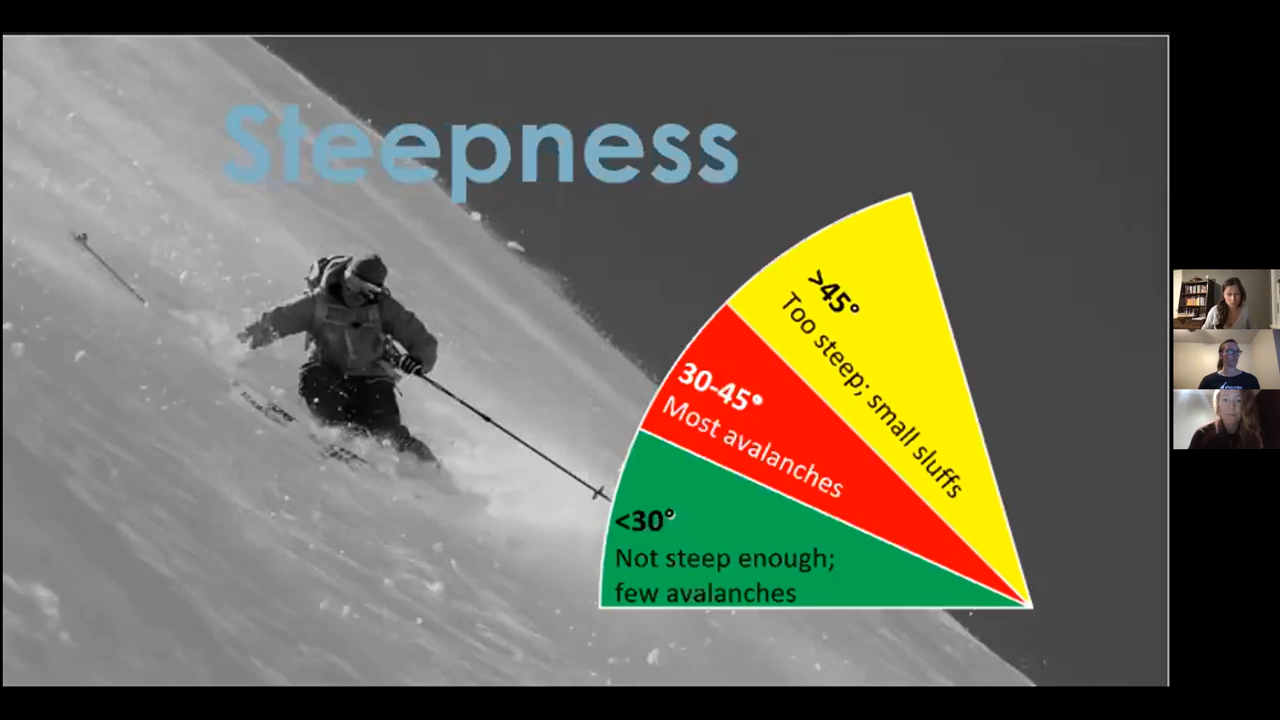 Steepness
>45°
Too steep; small sluffs
30-45°
Most avalanches
<30°
Not steep enough;
few avalanches